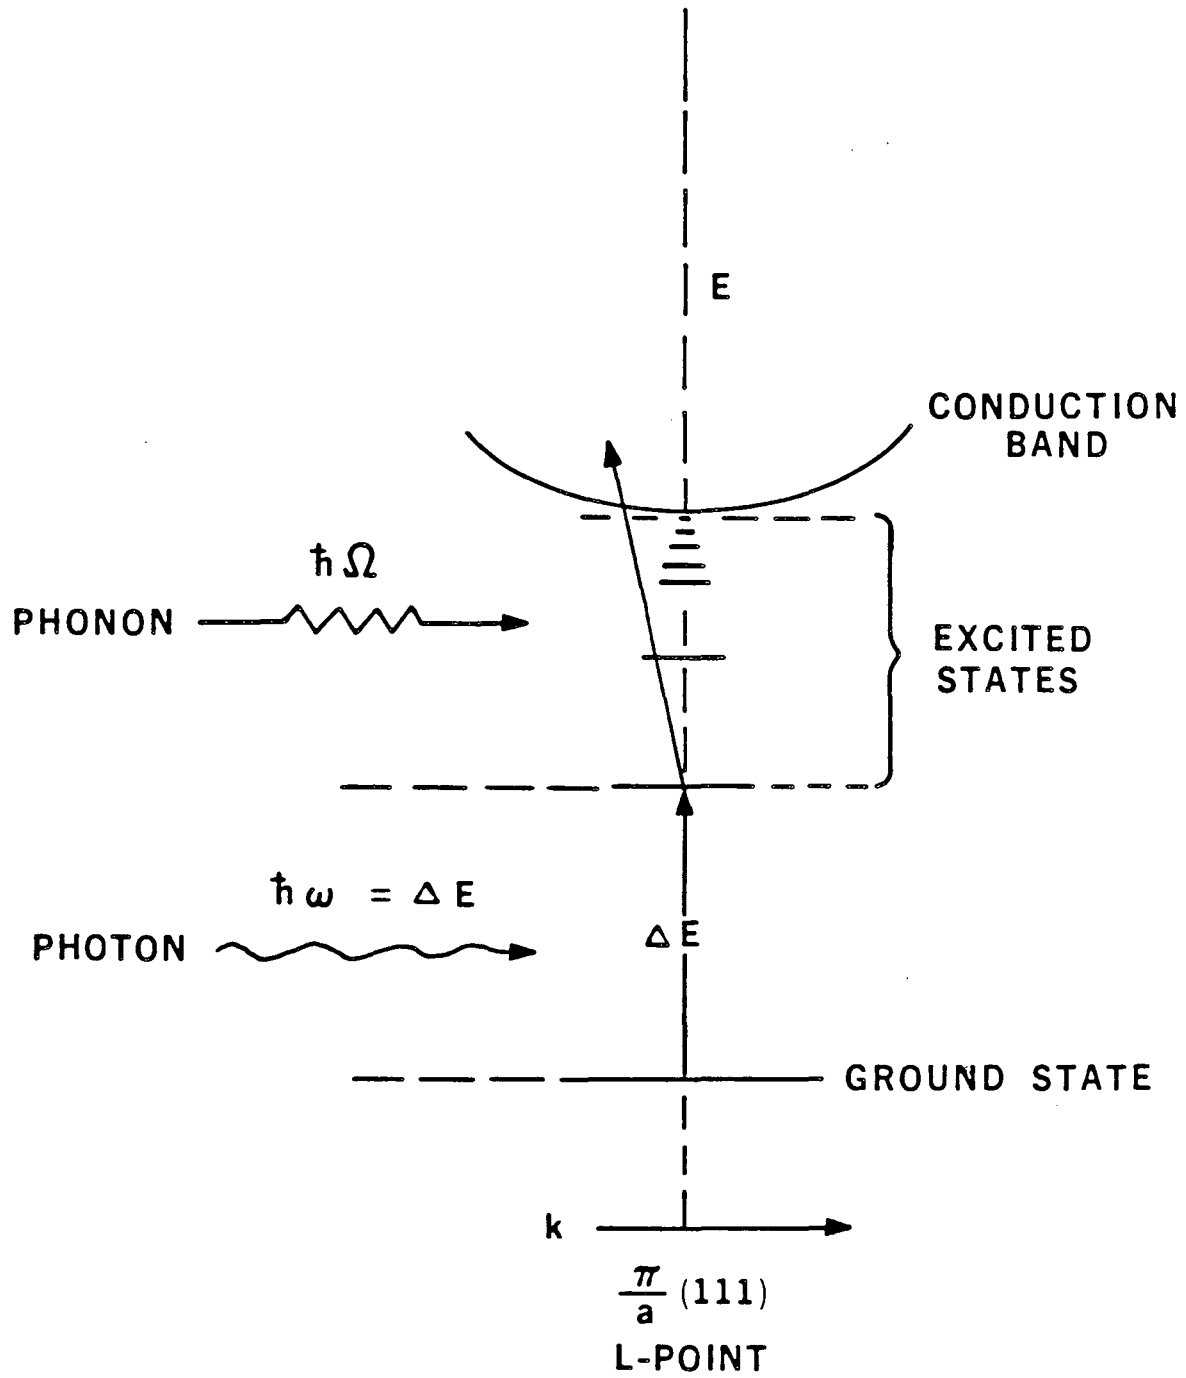 E
CONDUCTION
BAND
ħΩ
PHONON
EXCITED
STATES
ħω = ΔE
PHOTON
ΔE
GROUND STATE
k
π/a (111)
L-POINT